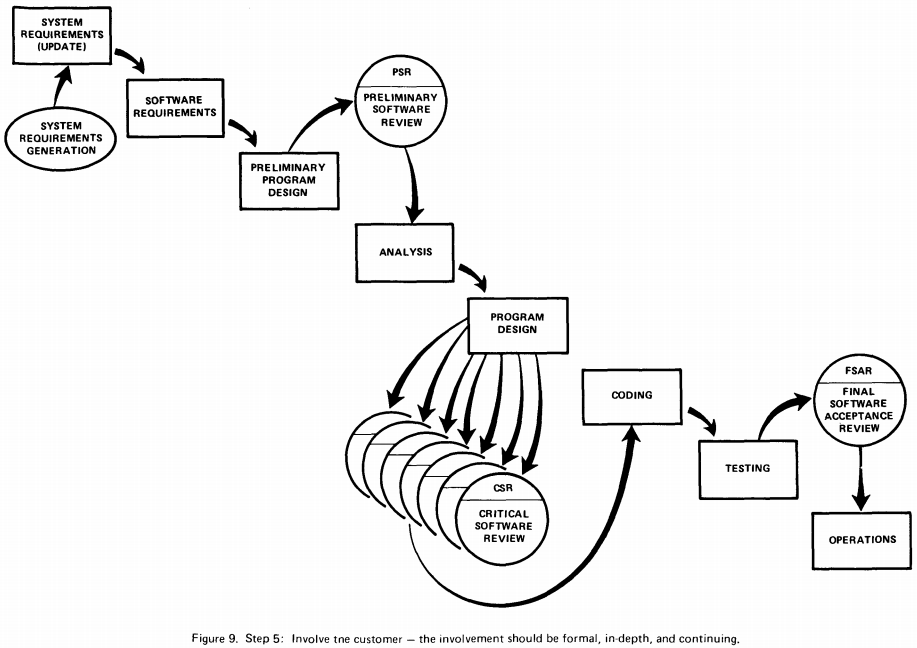 SYSTEM
REQUIREMENTS
(UPDATE)
SYSTEM
REQUIREMENTS
GENERATION
SOFTWARE
REQUIREMENTS
PRELIMINARY
PROGRAM
DESIGN
PSR
PRELIMINARY
SOFTWARE
REVIEW
ANALYSIS
PROGRAM
DESIGN
CSR
CRITICAL
SOFTWARE
REVIEW
CODING
TESTING
FSAR
FINAL
SOFTWARE
ACCEPTANCE
REVIEW
OPERATIONS
Figure 9. Step 5: Involve tne customer — the involvement should be formal, in-depth, and continuing.